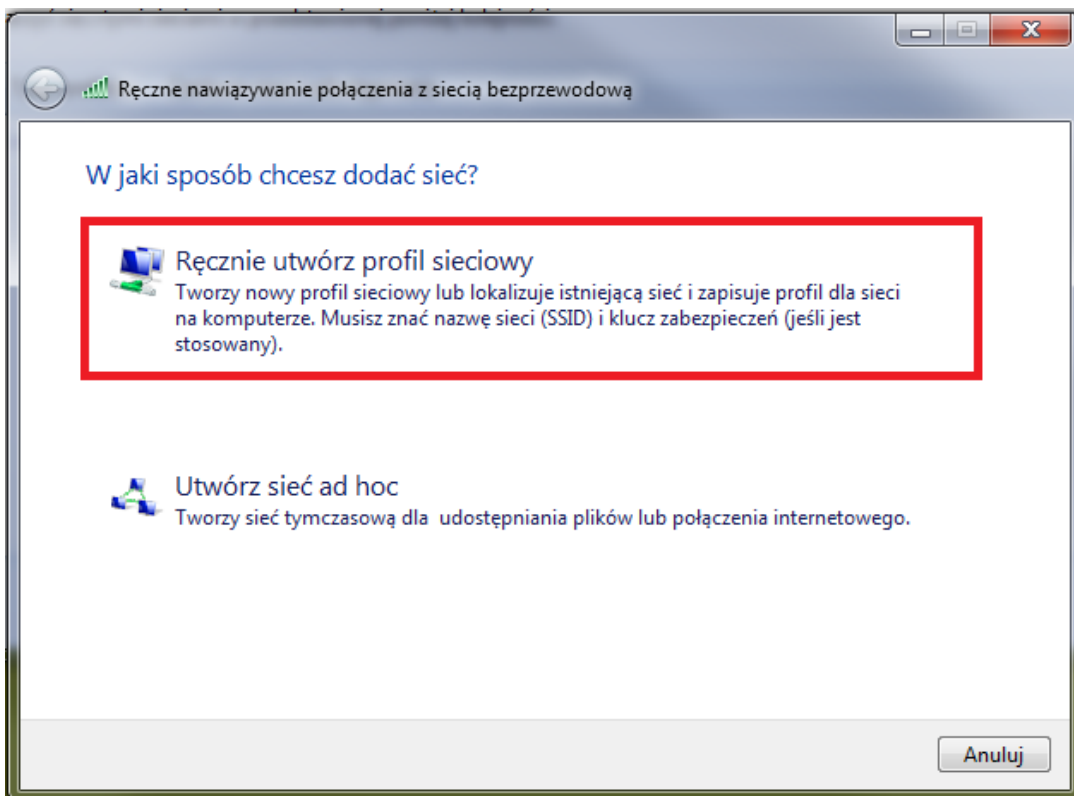 Ręczne nawiązywanie połączenia z siecią bezprzewodową
W jaki sposób chcesz dodać sieć?
Ręcznie utwórz profil sieciowy
Tworzy nowy profil sieciowy lub lokalizuje istniejącą sieć i zapisuje profil dla sieci
na komputerze. Musisz znać nazwę sieci (SSID) i klucz zabezpieczeń (jeśli jest
stosowany).
Utwórz sieć ad hoc
Tworzy sieć tymczasową dla udostępniania plików lub połączenia internetowego.
Anuluj